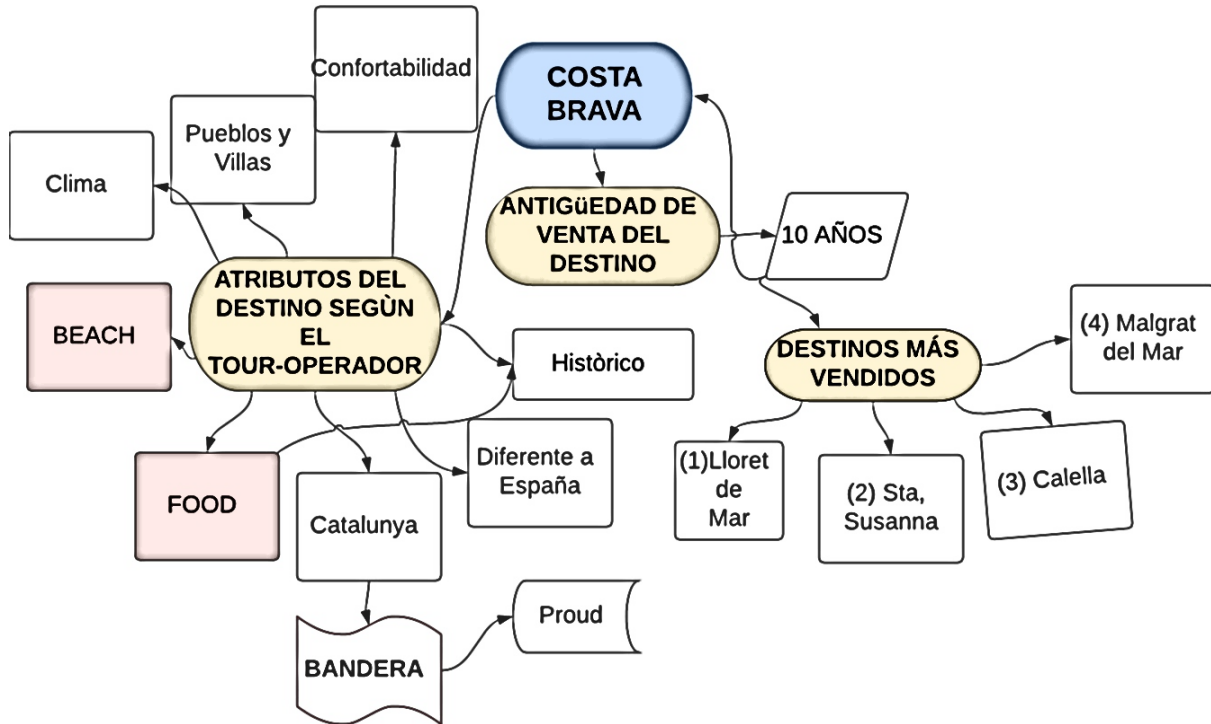 Confortabilidad
COSTA
BRAVA
Pueblos y
Villas
Clima
ANTIGüEDAD DE
VENTA DEL
DESTINO
10 AÑOS
ATRIBUTOS DEL
DESTINO SEGÙN
EL
TOUR-OPERADOR
BEACH
Històrico
DESTINOS MÁS
VENDIDOS
(4) Malgrat
del Mar
FOOD
Catalunya
Diferente a
España
(1)Lloret
de
Mar
(2) Sta,
Susanna
(3) Calella
BANDERA
Proud